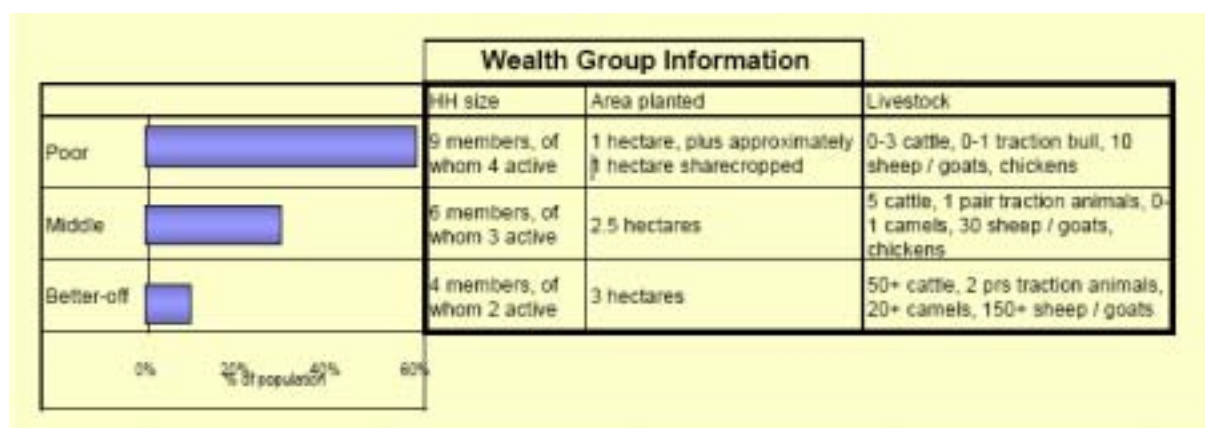 Wealth Group Information
HH size
Area planted
Livestock
Poor
9 members, of
whom 4 active
1 hectare, plus approximately
1 hectare sharecropped
0-3 cattle, 0-1 traction bull, 10
sheep / goats, chickens
Middle
6 members, of
whom 3 active
2.5 hectares
5 cattle, 1 pair traction animals, 0-
1 camels, 30 sheep / goats,
chickens
Better-off
4 members, of
whom 2 active
3 hectares
50+ cattle, 2 prs traction animals,
20+ camels, 150+ sheep / goats
0% 20% 40% 60%
% of population